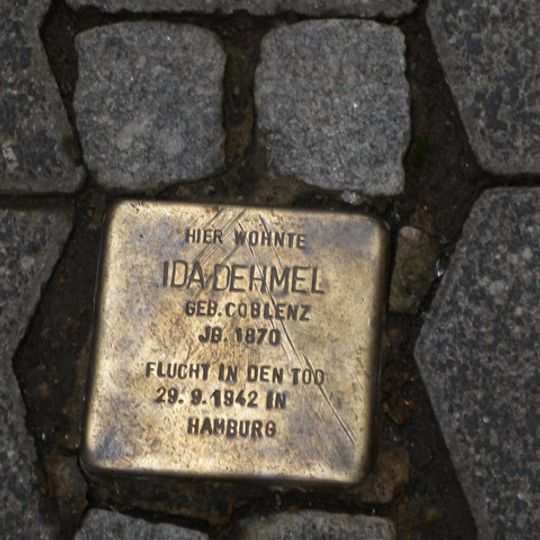 HIER WOHNTE
IDA DEHMEL
GEB. COBLENZ
JG. 1870
FLUCHT IN DEN TOD
29. 9. 1942 IN
HAMBURG